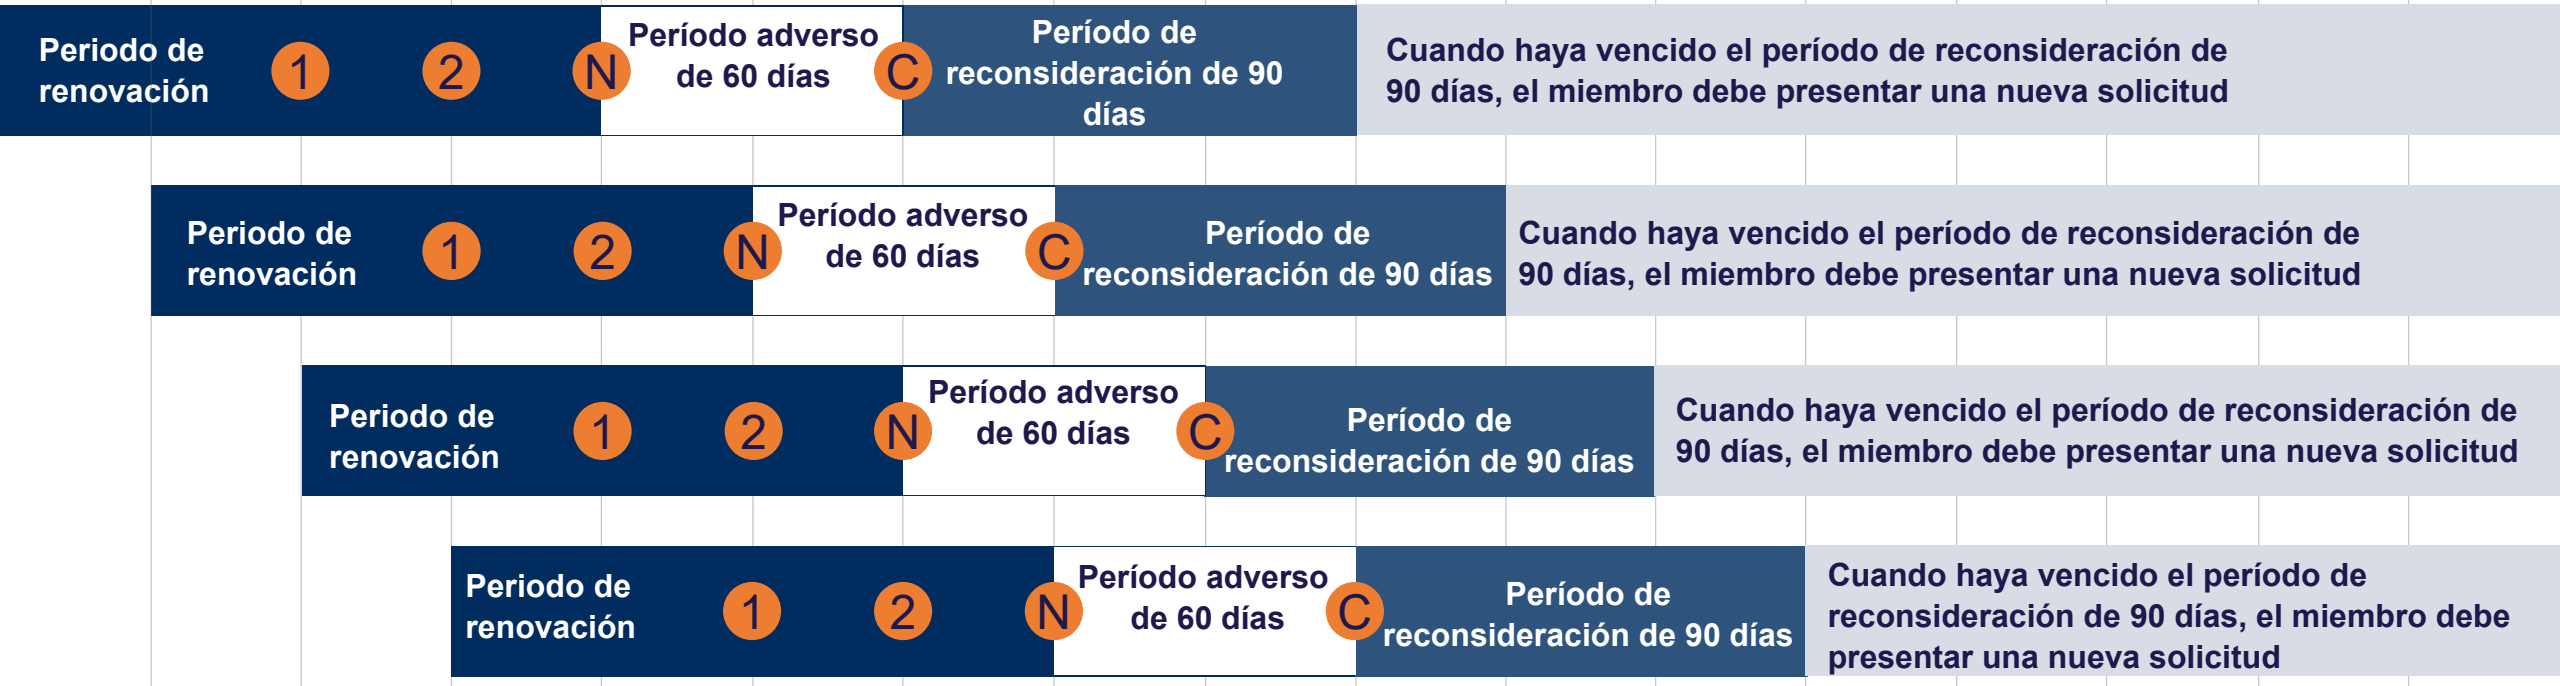 Periodo de
renovación
1
2
N
Período adverso
de 60 días
C
Período de
reconsideración de 90
días
Cuando haya vencido el período de reconsideración de
90 días, el miembro debe presentar una nueva solicitud
Periodo de
renovación
1
2
N
Período adverso
de 60 días
C
Período de
reconsideración de 90 días
Cuando haya vencido el período de reconsideración de
90 días, el miembro debe presentar una nueva solicitud
Periodo de
renovación
1
2
N
Período adverso
de 60 días
C
Período de
reconsideración de 90 días
Cuando haya vencido el período de reconsideración de
90 días, el miembro debe presentar una nueva solicitud
Periodo de
renovación
1
2
N
Período adverso
de 60 días
C
Período de
reconsideración de 90 días
Cuando haya vencido el período de
reconsideración de 90 días, el miembro debe
presentar una nueva solicitud